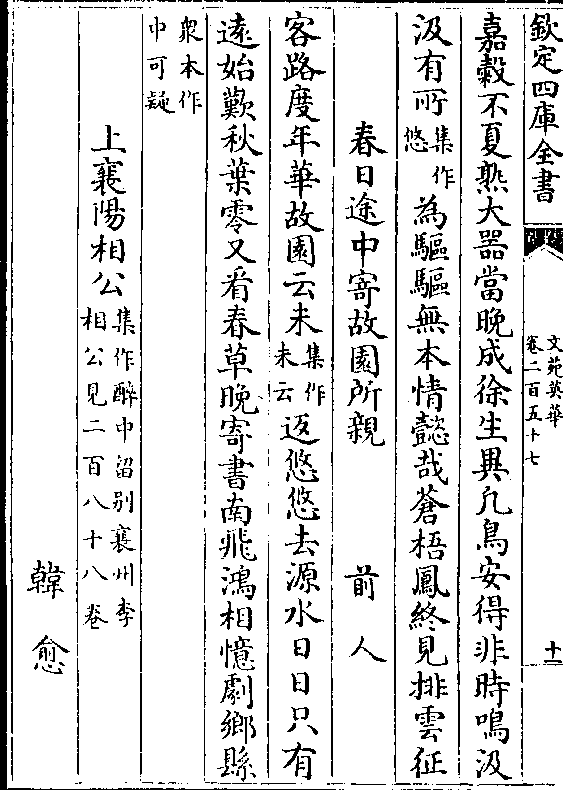 欽定四庫全書
文苑英華
卷二百五十七
十一
嘉穀不夏熟大器當晚成徐生異凡鳥安得非時鳴汲
汲有所集作悠為驅驅無本情懿哉蒼梧鳳終見排雲征
春日途中寄故園所親 前人
客路度年華故園云未集作未云返悠悠去源水日日只有
遠始歎秋葉零又看春草晚寄書南飛鴻相憶劇鄉縣
衆本作中可疑
上襄陽相公集作醉中留别襄州李相公見二百八十八卷
韓愈